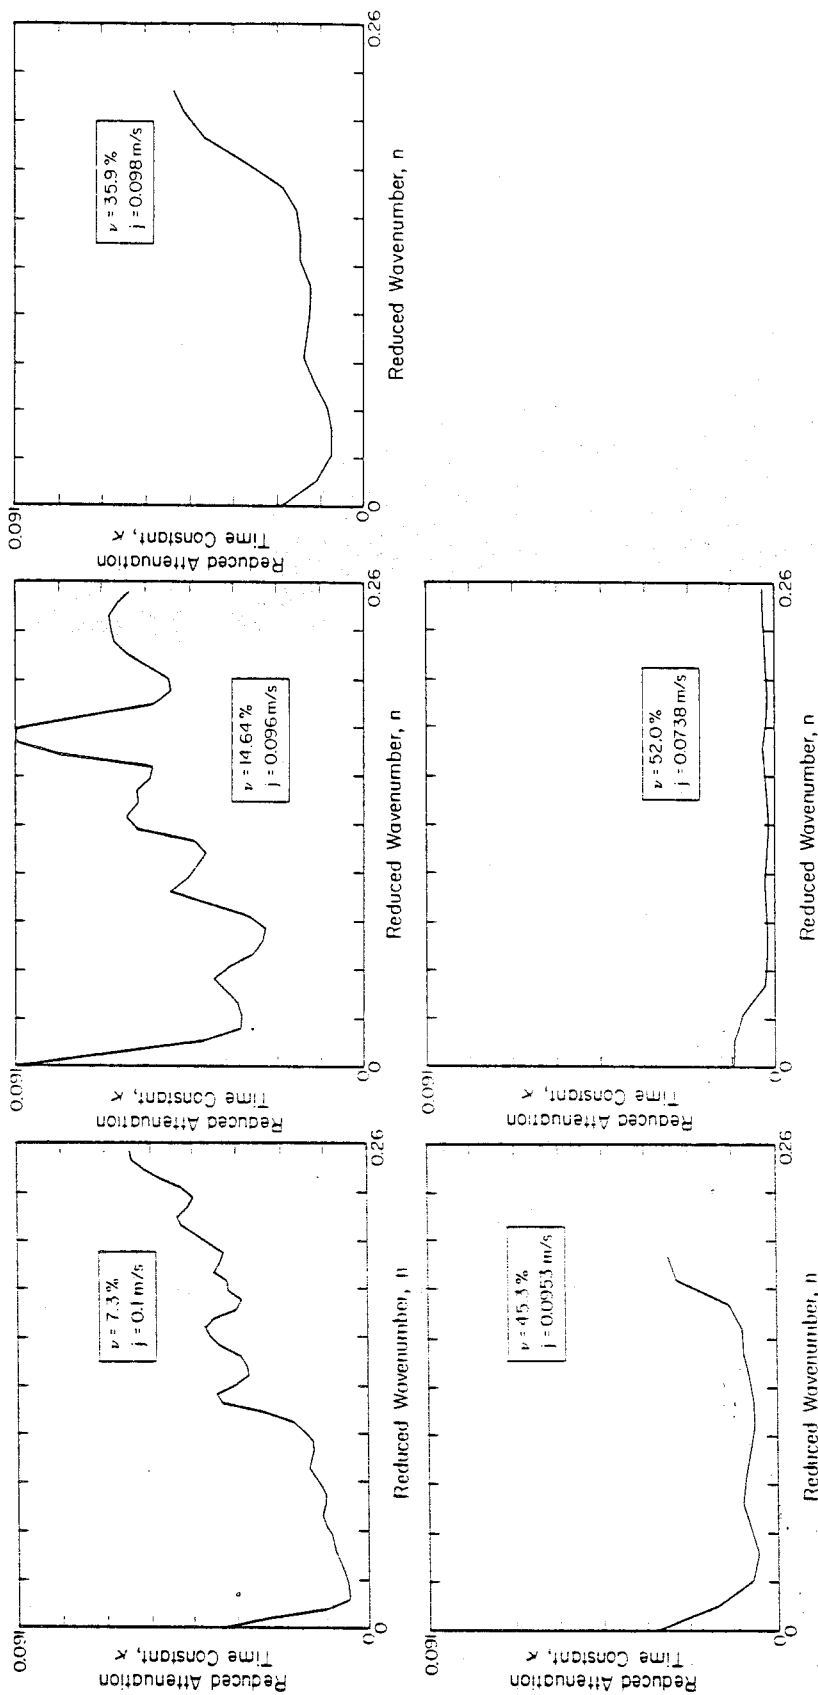 0.091
Reduced Attenuation
Time Constant, κ
0
ν = 7.3 %
j = 0.1 m/s
0
0.26
Reduced Wavenumber, n
0.091
Reduced Attenuation
Time Constant, κ
0
ν = 14.64 %
j = 0.096 m/s
0
0.26
Reduced Wavenumber, n
0.091
Reduced Attenuation
Time Constant, κ
0
ν = 35.9 %
j = 0.098 m/s
0
0.26
Reduced Wavenumber, n
0.091
Reduced Attenuation
Time Constant, κ
0
ν = 45.3 %
j = 0.0953 m/s
0
0.26
Reduced Wavenumber, n
0.091
Reduced Attenuation
Time Constant, κ
0
ν = 52.0 %
j = 0.0738 m/s
0
0.26
Reduced Wavenumber, n